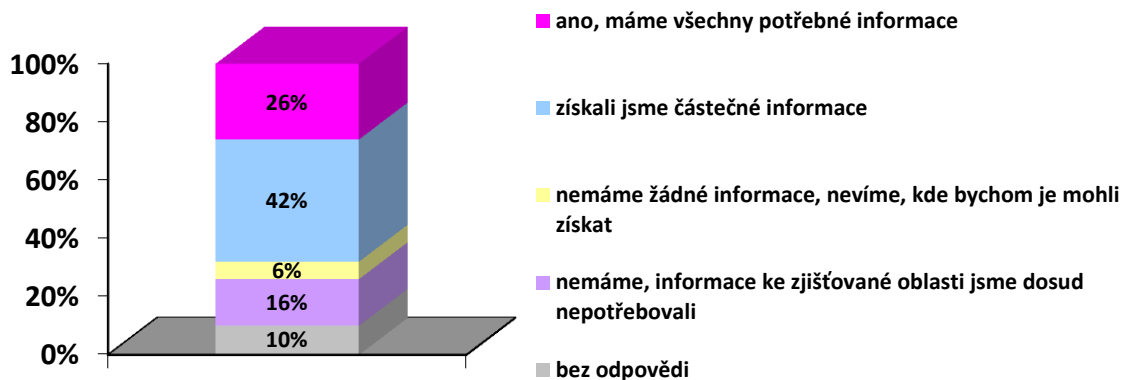 100%
80%
60%
40%
20%
0%
26%
42%
6%
16%
10%
ano, máme všechny potřebné informace
získali jsme částečné informace
nemáme žádné informace, nevíme, kde bychom je mohli
získat
nemáme, informace ke zjišťované oblasti jsme dosud
nepotřebovali
bez odpovědi